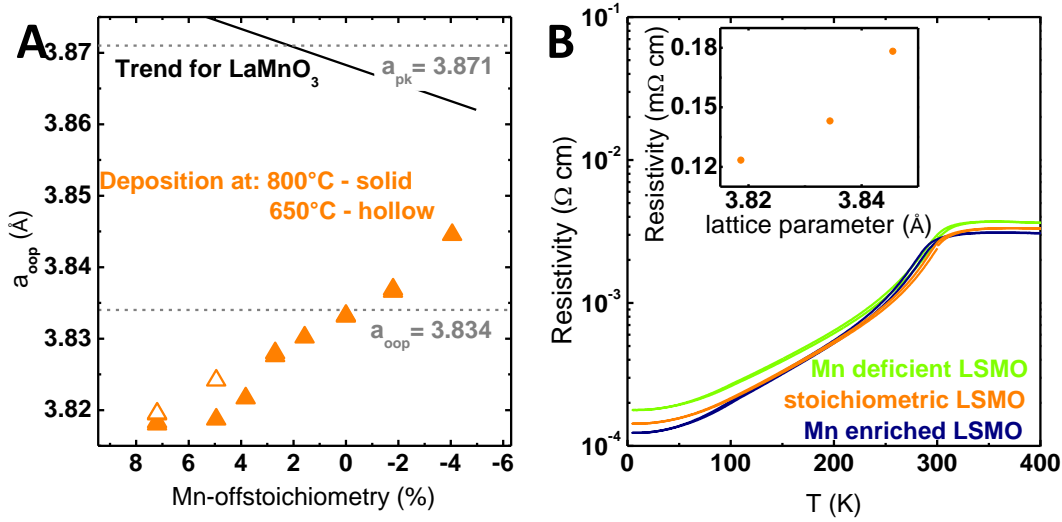 A
3.87
3.86
3.85
3.84
3.83
3.82
a_oop (Å)
Trend for LaMnO₃
a_pk = 3.871
Deposition at: 800°C - solid
650°C - hollow
a_oop = 3.834
8 6 4 2 0 -2 -4 -6
Mn-offstoichiometry (%)
B
10⁻¹
10⁻²
10⁻³
10⁻⁴
Resistivity (Ω cm)
0.18
0.15
0.12
Resistivity (mΩ cm)
3.82 3.84
lattice parameter (Å)
Mn deficient LSMO
stoichiometric LSMO
Mn enriched LSMO
0 100 200 300 400
T (K)